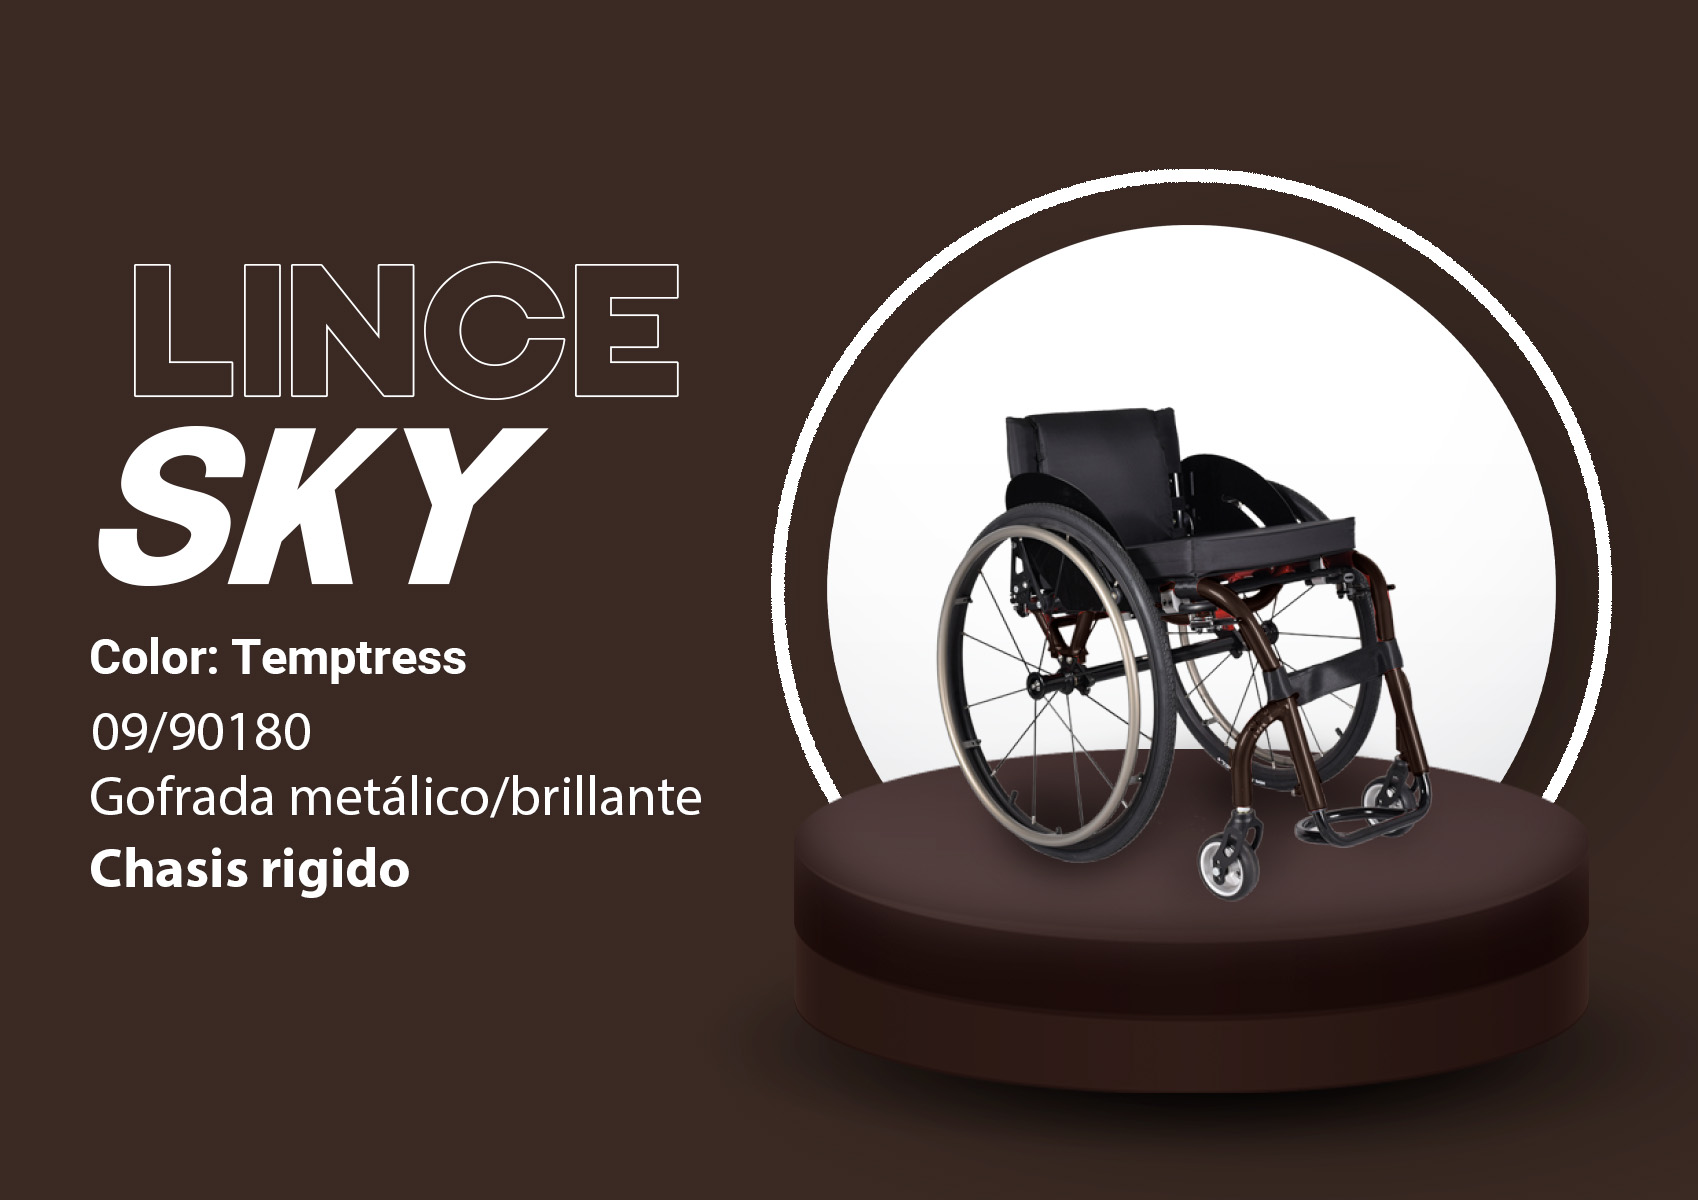 LINCE
SKY
Color: Temptress
09/90180
Gofrada metálico/brillante
Chasis rigido